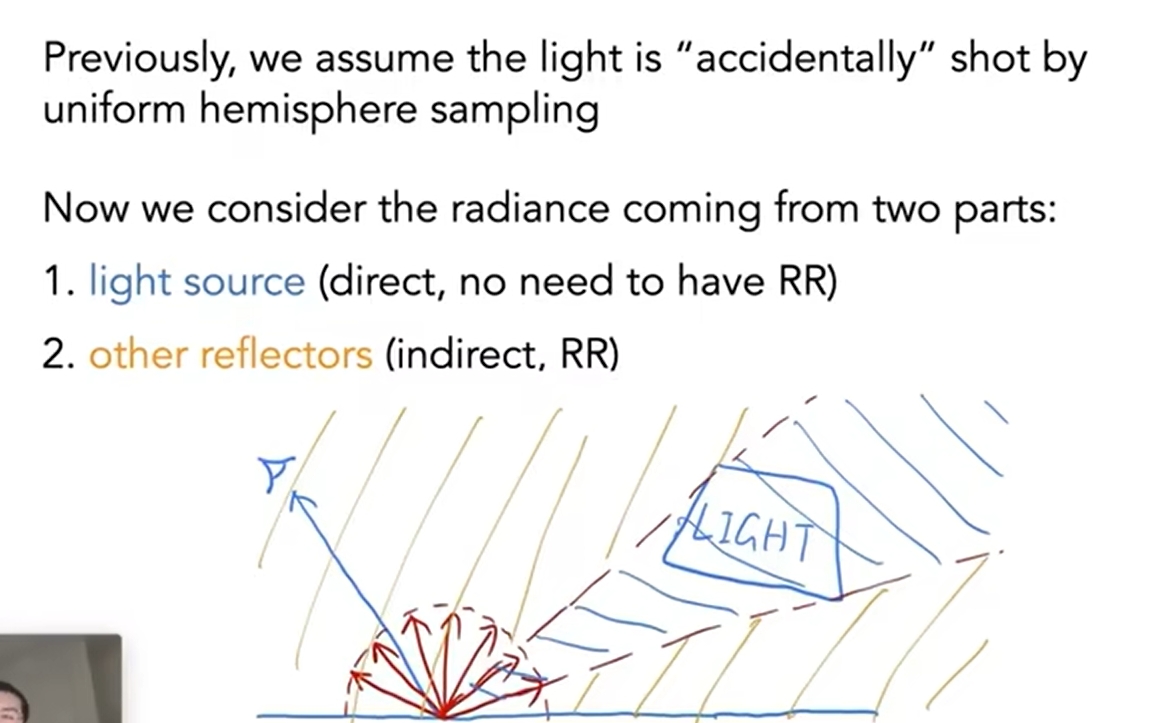 Previously, we assume the light is “accidentally” shot by
uniform hemisphere sampling
Now we consider the radiance coming from two parts:
1. light source (direct, no need to have RR)
2. other reflectors (indirect, RR)
LIGHT